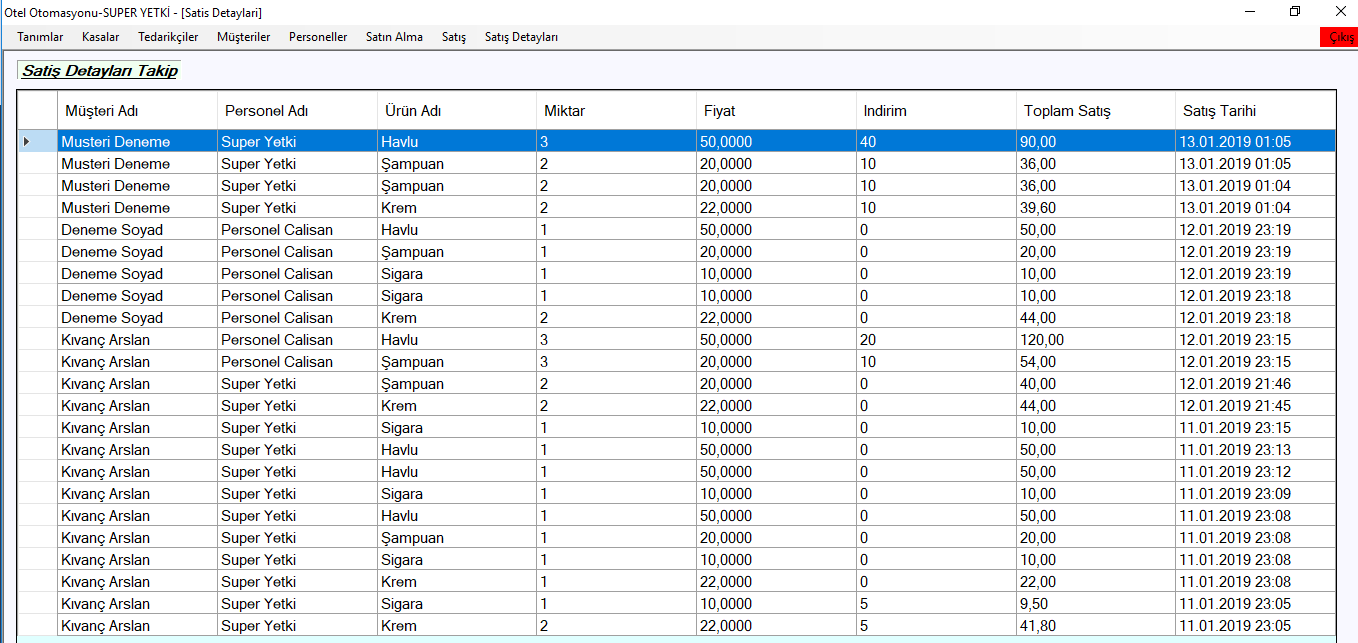 Otel Otomasyonu-SUPER YETKİ - [Satis Detaylari]
Tanımlar Kasalar Tedarikçiler Müşteriler Personeller Satın Alma Satış Satış Detayları Çıkış
Satiş Detayları Takip
Müşteri Adı Personel Adı Ürün Adı Miktar Fiyat Indirim Toplam Satış Satış Tarihi
Musteri Deneme Super Yetki Havlu 3 50,0000 40 90,00 13.01.2019 01:05
Musteri Deneme Super Yetki Şampuan 2 20,0000 10 36,00 13.01.2019 01:05
Musteri Deneme Super Yetki Şampuan 2 20,0000 10 36,00 13.01.2019 01:04
Musteri Deneme Super Yetki Krem 2 22,0000 10 39,60 13.01.2019 01:04
Deneme Soyad Personel Calisan Havlu 1 50,0000 0 50,00 12.01.2019 23:19
Deneme Soyad Personel Calisan Şampuan 1 20,0000 0 20,00 12.01.2019 23:19
Deneme Soyad Personel Calisan Sigara 1 10,0000 0 10,00 12.01.2019 23:19
Deneme Soyad Personel Calisan Sigara 1 10,0000 0 10,00 12.01.2019 23:18
Deneme Soyad Personel Calisan Krem 2 22,0000 0 44,00 12.01.2019 23:18
Kıvanç Arslan Personel Calisan Havlu 3 50,0000 20 120,00 12.01.2019 23:15
Kıvanç Arslan Personel Calisan Şampuan 3 20,0000 10 54,00 12.01.2019 23:15
Kıvanç Arslan Super Yetki Şampuan 2 20,0000 0 40,00 12.01.2019 21:46
Kıvanç Arslan Super Yetki Krem 2 22,0000 0 44,00 12.01.2019 21:45
Kıvanç Arslan Super Yetki Sigara 1 10,0000 0 10,00 11.01.2019 23:15
Kıvanç Arslan Super Yetki Havlu 1 50,0000 0 50,00 11.01.2019 23:13
Kıvanç Arslan Super Yetki Havlu 1 50,0000 0 50,00 11.01.2019 23:12
Kıvanç Arslan Super Yetki Sigara 1 10,0000 0 10,00 11.01.2019 23:09
Kıvanç Arslan Super Yetki Havlu 1 50,0000 0 50,00 11.01.2019 23:08
Kıvanç Arslan Super Yetki Şampuan 1 20,0000 0 20,00 11.01.2019 23:08
Kıvanç Arslan Super Yetki Sigara 1 10,0000 0 10,00 11.01.2019 23:08
Kıvanç Arslan Super Yetki Krem 1 22,0000 0 22,00 11.01.2019 23:08
Kıvanç Arslan Super Yetki Sigara 1 10,0000 5 9,50 11.01.2019 23:05
Kıvanç Arslan Super Yetki Krem 2 22,0000 5 41,80 11.01.2019 23:05